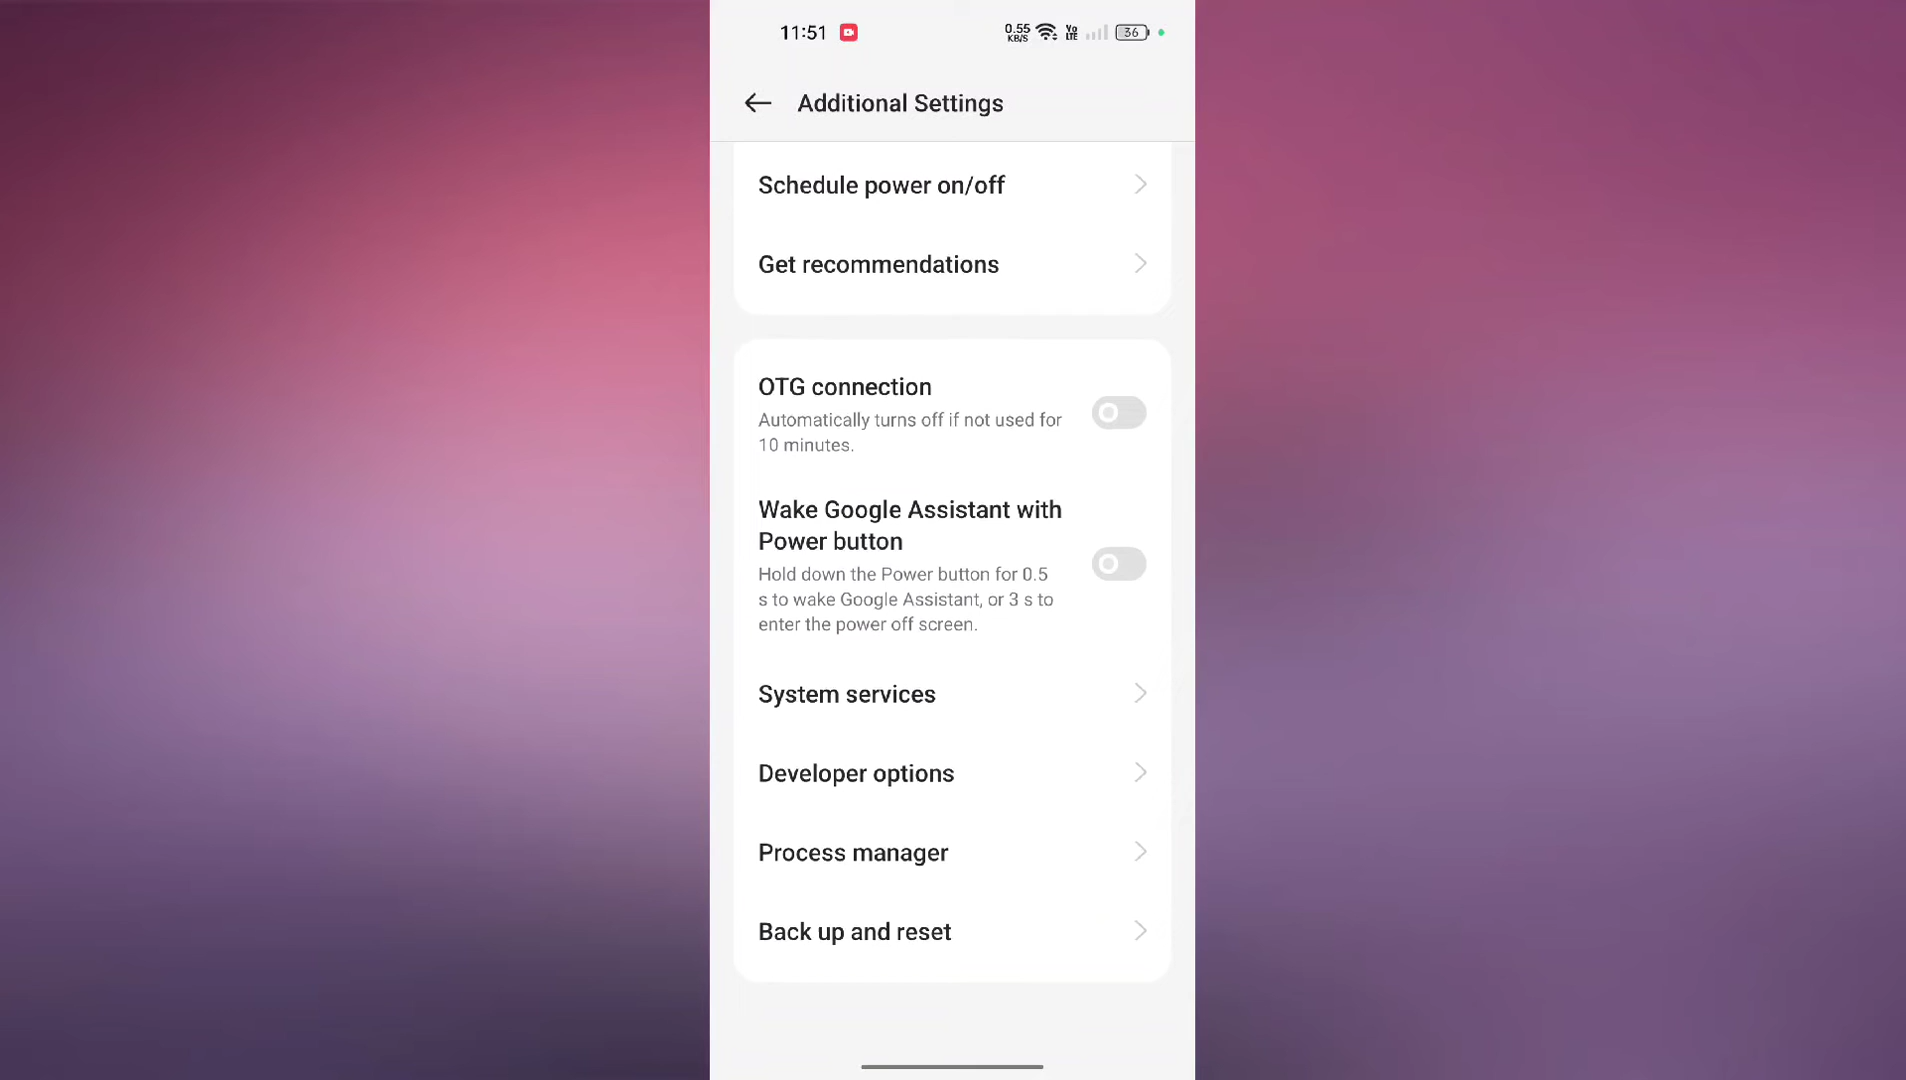 11:51
0.55
KB/S
Vo
LTE
36
Additional Settings
Schedule power on/off
Get recommendations
OTG connection
Automatically turns off if not used for
10 minutes.
Wake Google Assistant with
Power button
Hold down the Power button for 0.5
s to wake Google Assistant, or 3 s to
enter the power off screen.
System services
Developer options
Process manager
Back up and reset